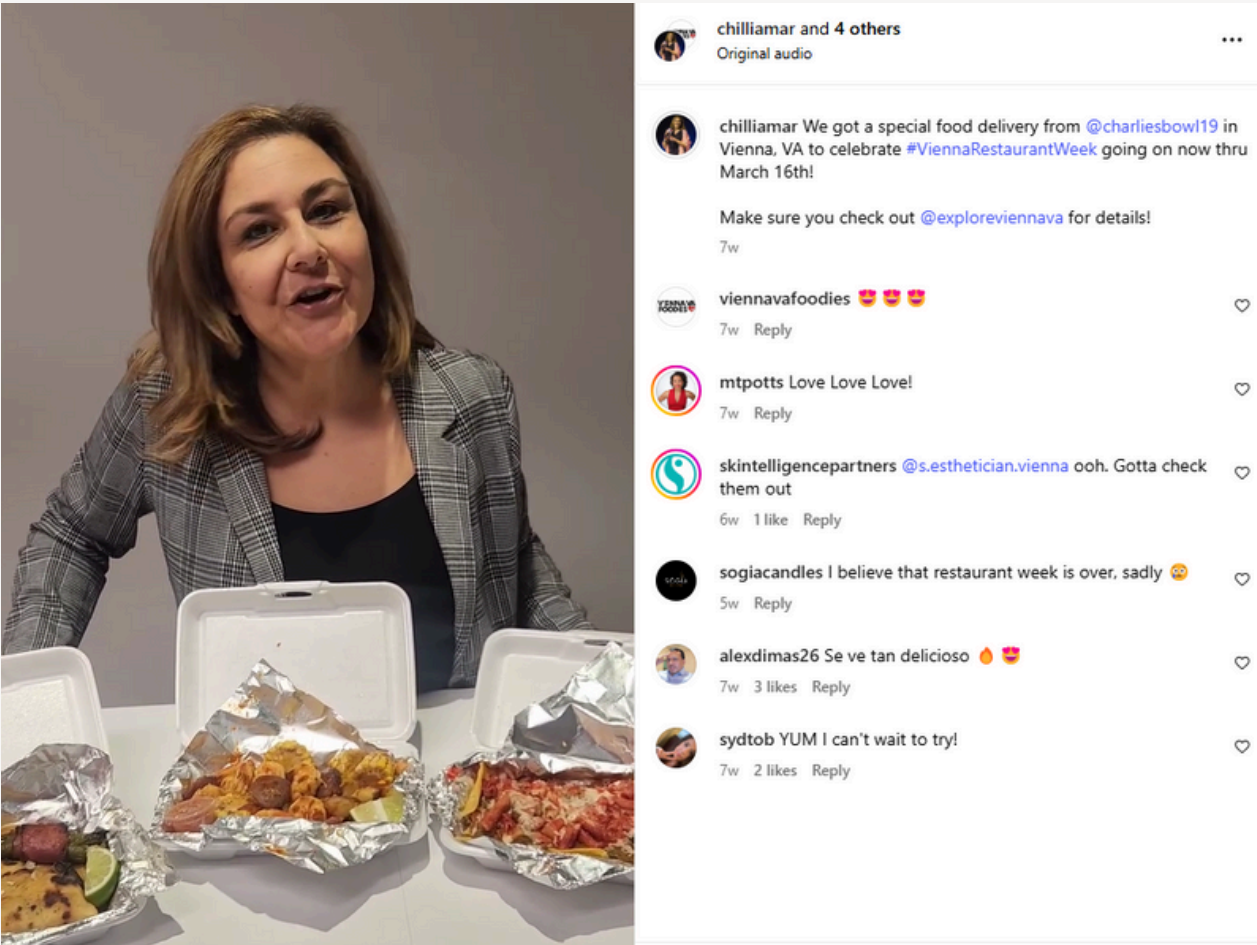 chilliamar and 4 others
Original audio
chilliamar We got a special food delivery from @charliesbowl19 in
Vienna, VA to celebrate #ViennaRestaurantWeek going on now thru
March 16th!
Make sure you check out @exploreviennava for details!
7w
VIENNA VA
FOODIES
viennavafoodies 😍 😍 😍
7w Reply
mtpotts Love Love Love!
7w Reply
skintelligencepartners @s.esthetician.vienna ooh. Gotta check
them out
6w 1 like Reply
sogiacandles I believe that restaurant week is over, sadly 😢
5w Reply
alexdimas26 Se ve tan delicioso 🔥 😍
7w 3 likes Reply
sydtob YUM I can't wait to try!
7w 2 likes Reply